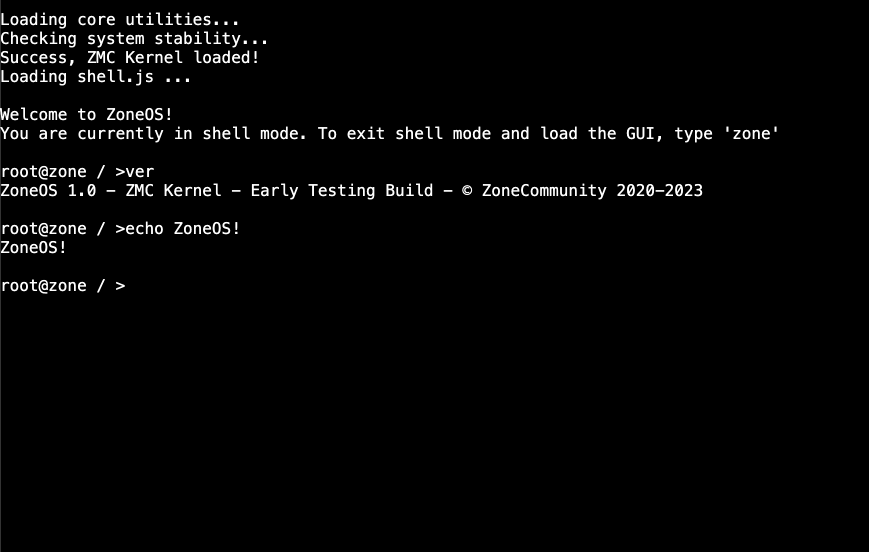 Loading core utilities...
Checking system stability...
Success, ZMC Kernel loaded!
Loading shell.js ...
Welcome to ZoneOS!
You are currently in shell mode. To exit shell mode and load the GUI, type 'zone'
root@zone / >ver
ZoneOS 1.0 - ZMC Kernel - Early Testing Build - © ZoneCommunity 2020-2023
root@zone / >echo ZoneOS!
ZoneOS!
root@zone / >